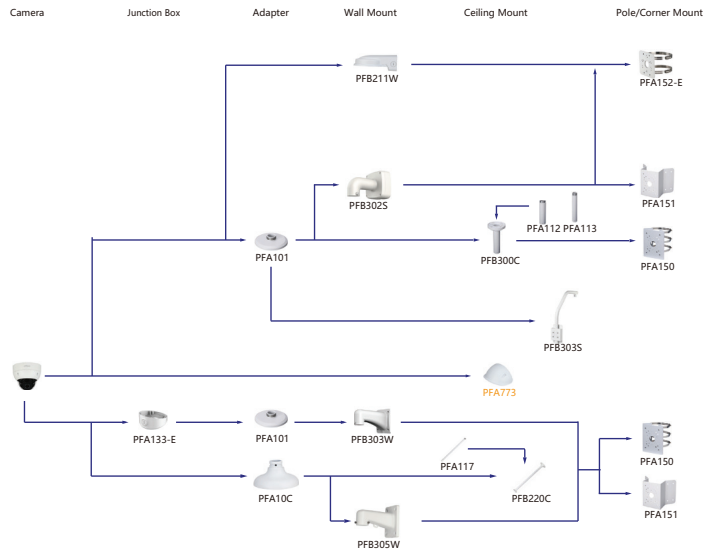 Camera Junction Box Adapter Wall Mount Ceiling Mount Pole/Corner Mount
PFB211W
PFA152-E
PFB302S
PFA151
PFA112 PFA113
PFA101
PFB300C
PFA150
PFB303S
PFA773
PFA133-E
PFA101
PFB303W
PFA117
PFA150
PFA10C
PFB220C
PFA151
PFB305W